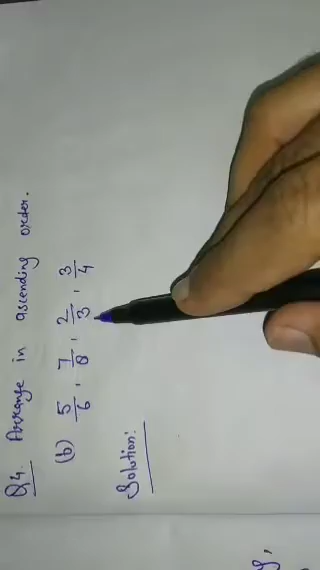 Q4. Arrange in ascending order.
(b) 5/6, 7/8, 2/3, 3/4
Solution: